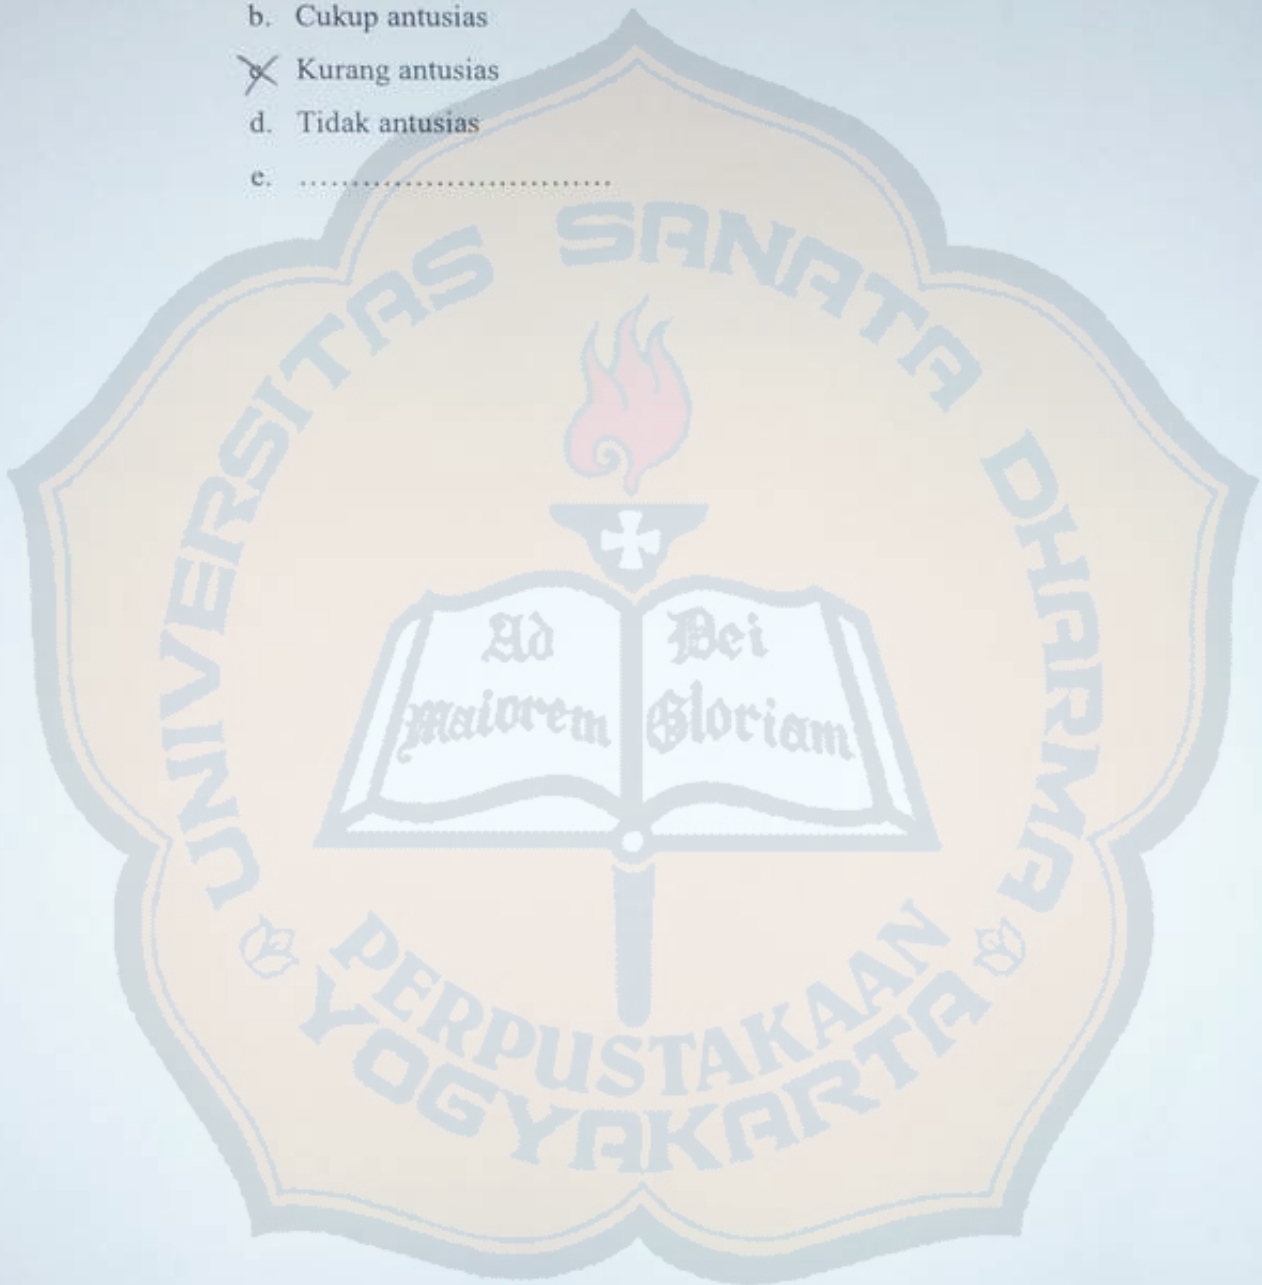 b. Cukup antusias
c. Kurang antusias
d. Tidak antusias
e. ..............................
UNIVERSITAS SANATA DHARMA
Ad
maiorem
Dei
Gloriam
PERPUSTAKAAN
YOGYAKARTA